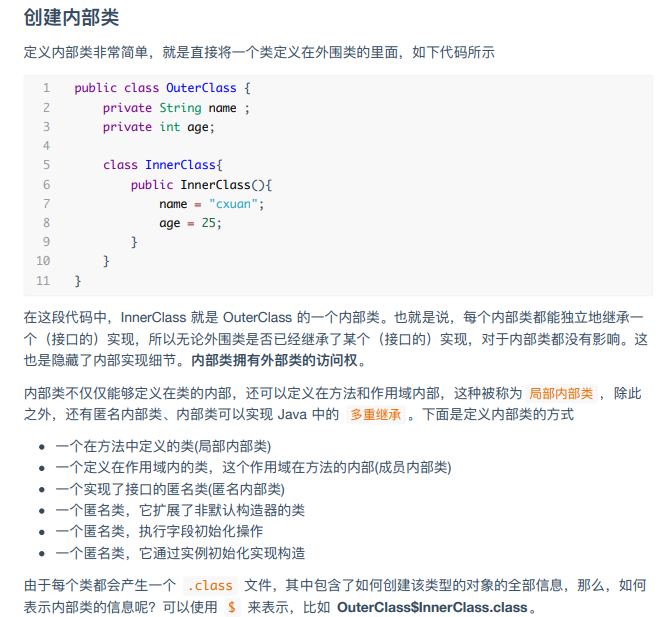 创建内部类
定义内部类非常简单，就是直接将一个类定义在外围类的里面，如下代码所示
1 public class OuterClass {
2     private String name ;
3     private int age;
4
5     class InnerClass{
6         public InnerClass(){
7             name = "cxuan";
8             age = 25;
9         }
10     }
11 }
在这段代码中，InnerClass 就是 OuterClass 的一个内部类。也就是说，每个内部类都能独立地继承一
个（接口的）实现，所以无论外围类是否已经继承了某个（接口的）实现，对于内部类都没有影响。这
也是隐藏了内部实现细节。内部类拥有外部类的访问权。
内部类不仅仅能够定义在类的内部，还可以定义在方法和作用域内部，这种被称为 局部内部类 ，除此
之外，还有匿名内部类、内部类可以实现 Java 中的 多重继承 。下面是定义内部类的方式
• 一个在方法中定义的类(局部内部类)
• 一个定义在作用域内的类，这个作用域在方法的内部(成员内部类)
• 一个实现了接口的匿名类(匿名内部类)
• 一个匿名类，它扩展了非默认构造器的类
• 一个匿名类，执行字段初始化操作
• 一个匿名类，它通过实例初始化实现构造
由于每个类都会产生一个 .class 文件，其中包含了如何创建该类型的对象的全部信息，那么，如何
表示内部类的信息呢？可以使用 $ 来表示，比如 OuterClass$InnerClass.class。